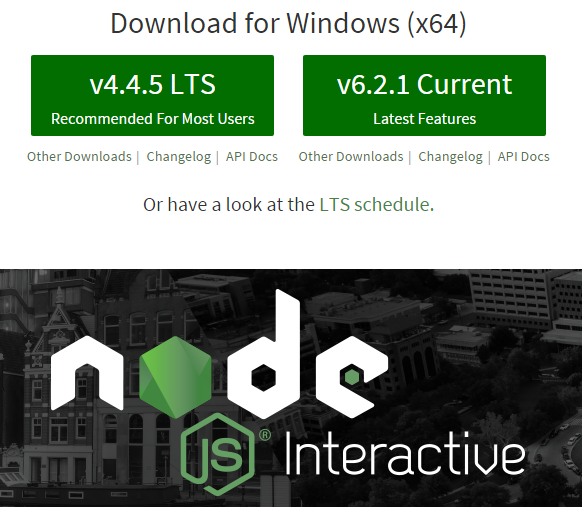 Download for Windows (x64)
v4.4.5 LTS
Recommended For Most Users
v6.2.1 Current
Latest Features
Other Downloads | Changelog | API Docs
Other Downloads | Changelog | API Docs
Or have a look at the LTS schedule.
node
JS ® Interactive